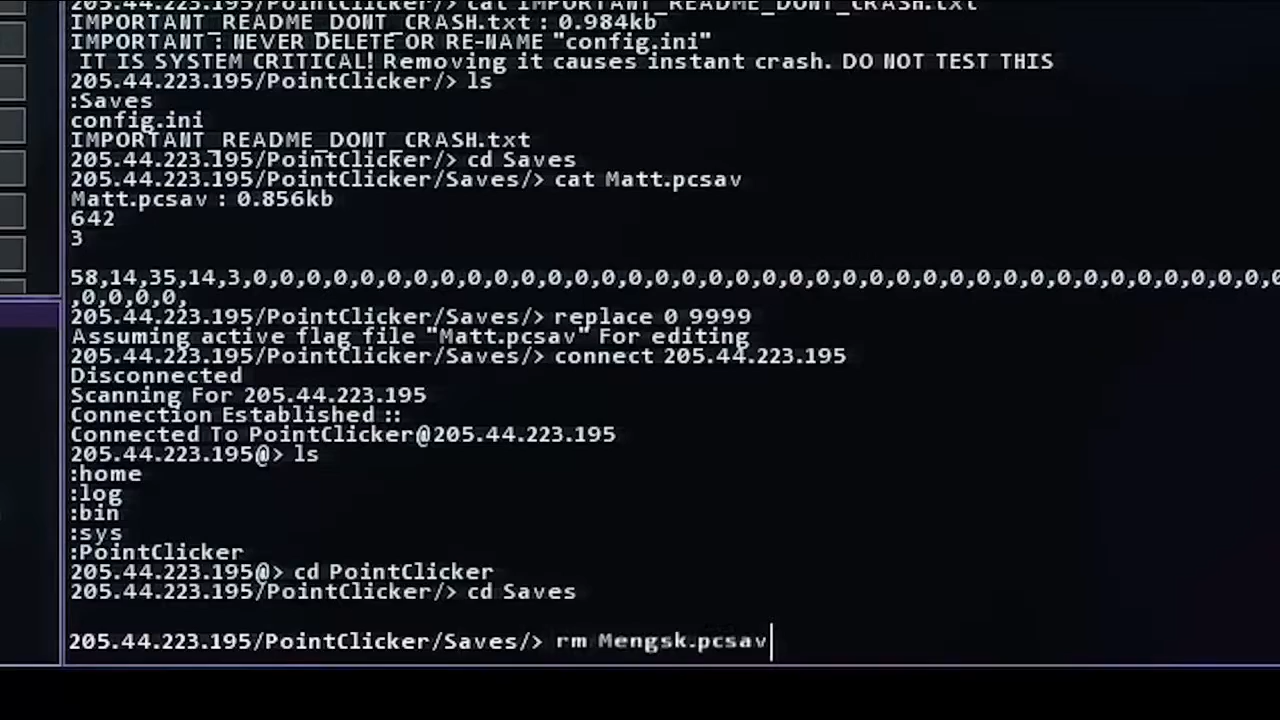 205.44.223.195/PointClicker/> cat IMPORTANT_README_DONT_CRASH.txt
IMPORTANT_README_DONT_CRASH.txt : 0.984kb
IMPORTANT : NEVER DELETE OR RE-NAME "config.ini"
IT IS SYSTEM CRITICAL! Removing it causes instant crash. DO NOT TEST THIS
205.44.223.195/PointClicker/> ls
:Saves
config.ini
IMPORTANT_README_DONT_CRASH.txt
205.44.223.195/PointClicker/> cd Saves
205.44.223.195/PointClicker/Saves/> cat Matt.pcsav
Matt.pcsav : 0.856kb
642
3
58,14,35,14,3,0,0,0,0,0,0,0,0,0,0,0,0,0,0,0,0,0,0,0,0,0,0,0,0,0,0,0,0,0,0,0,0,0,0,0,0,0,0,0
,0,0,0,0,
205.44.223.195/PointClicker/Saves/> replace 0 9999
Assuming active flag file "Matt.pcsav" For editing
205.44.223.195/PointClicker/Saves/> connect 205.44.223.195
Disconnected
Scanning For 205.44.223.195
Connection Established ::
Connected To PointClicker@205.44.223.195
205.44.223.195@> ls
:home
:log
:bin
:sys
:PointClicker
205.44.223.195@> cd PointClicker
205.44.223.195/PointClicker/> cd Saves
205.44.223.195/PointClicker/Saves/> rm Mengsk.pcsav